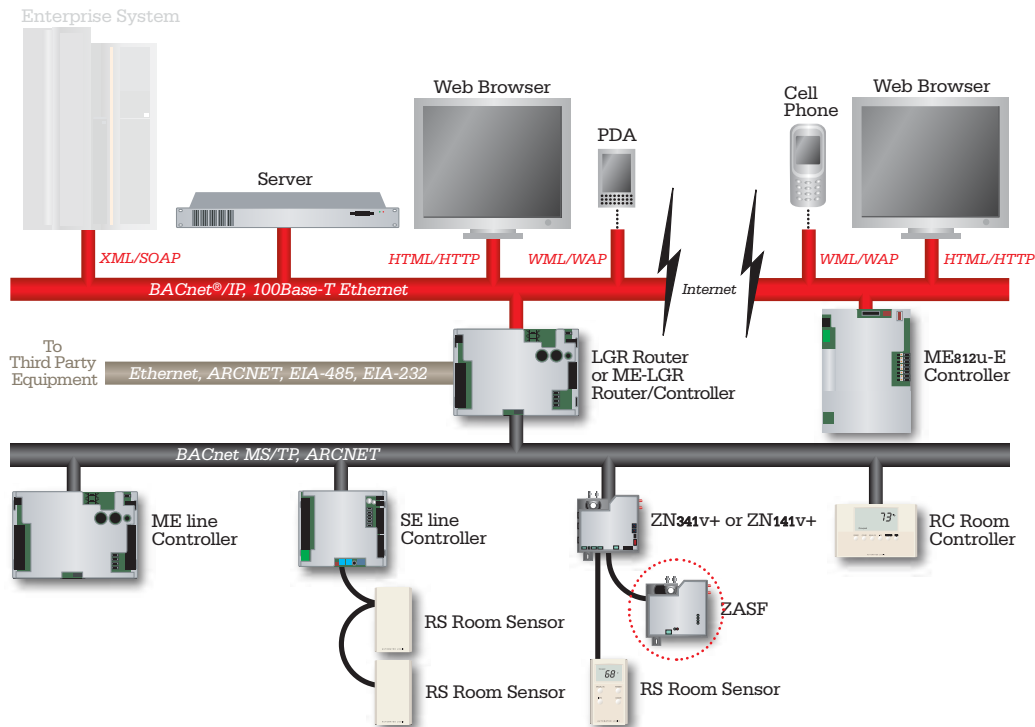 Enterprise System
Web Browser
Cell
Phone
Web Browser
PDA
Server
XML/SOAP
HTML/HTTP
WML/WAP
WML/WAP
HTML/HTTP
BACnet®/IP, 100Base-T Ethernet
Internet
To
Third Party
Equipment
Ethernet, ARCNET, EIA-485, EIA-232
LGR Router
or ME-LGR
Router/Controller
ME812u-E
Controller
BACnet MS/TP, ARCNET
ME line
Controller
SE line
Controller
ZN341v+ or ZN141v+
73°
RC Room
Controller
RS Room Sensor
ZASF
68°
RS Room Sensor
RS Room Sensor